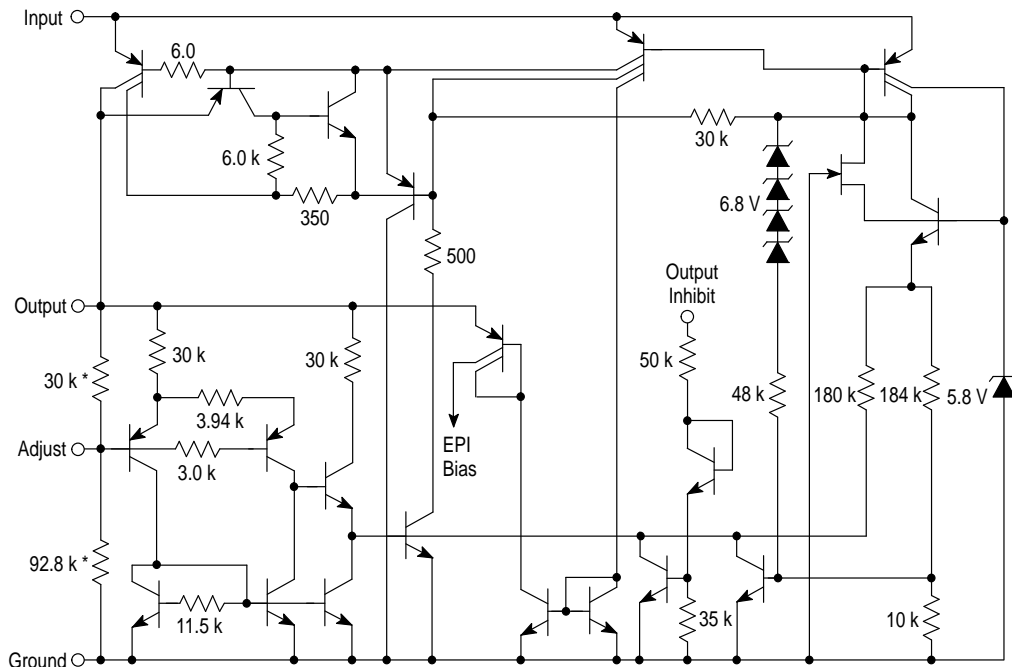 Input
6.0
30 k
6.0 k
6.8 V
350
500
Output
Inhibit
Output
50 k
30 k
30 k
30 k *
48 k
180 k
184 k
5.8 V
3.94 k
Adjust
EPI
Bias
3.0 k
92.8 k *
11.5 k
35 k
10 k
Ground